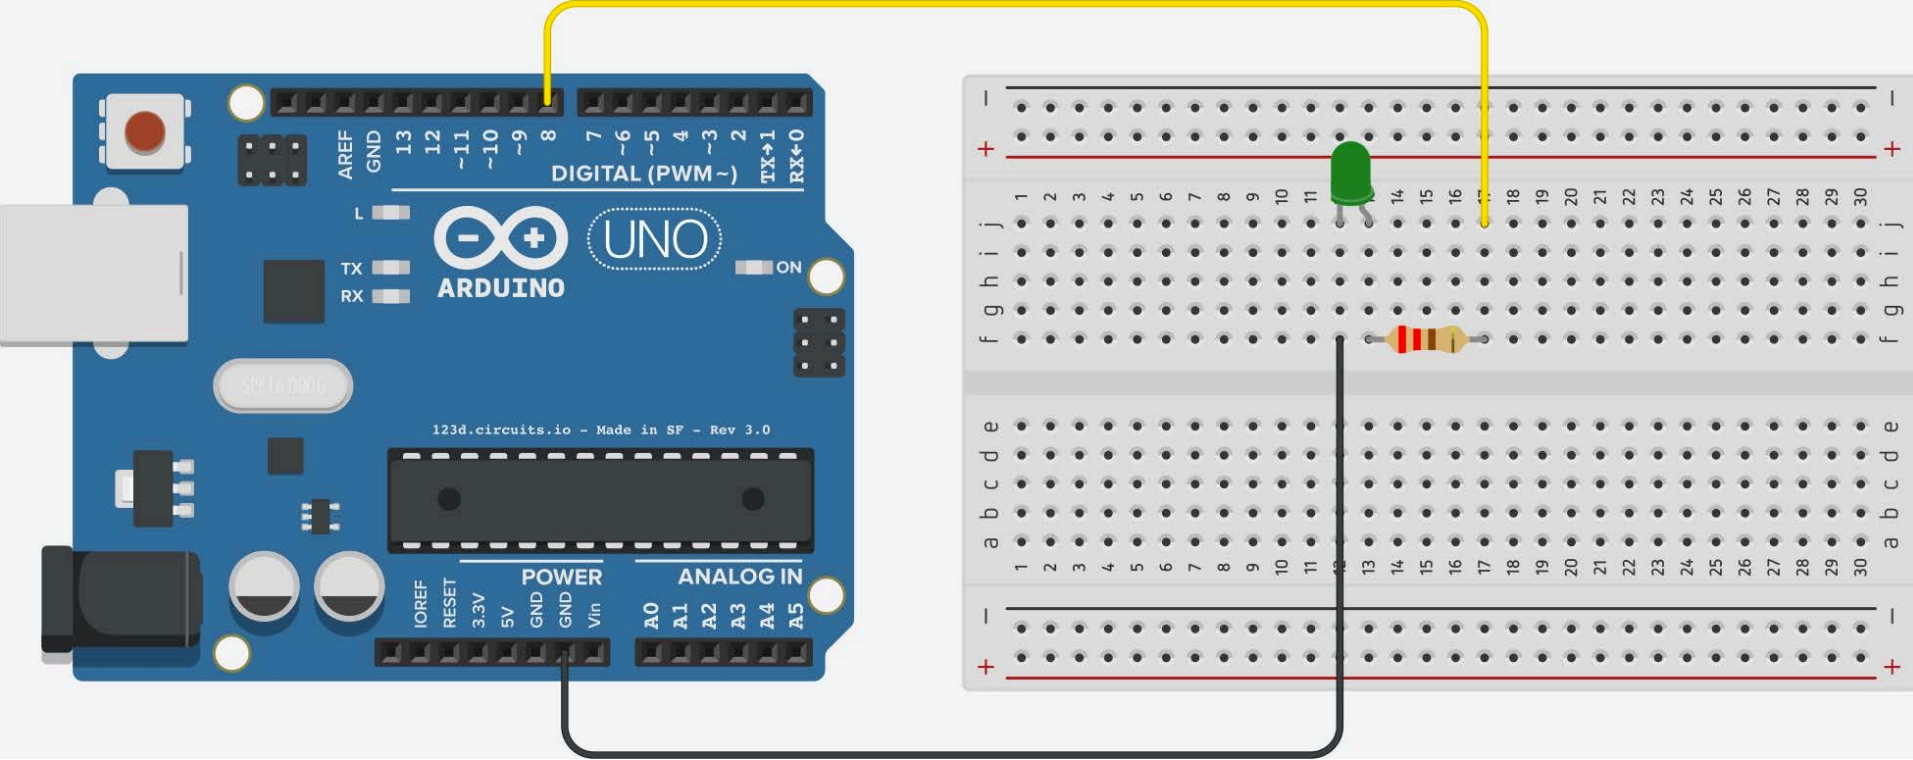 AREF GND 13 12 ~11 ~10 ~9 8 7 ~6 ~5 4 ~3 2 TX→1 RX←0
DIGITAL (PWM~)
L
TX
RX
UNO
ON
ARDUINO
SPK16.000G
123d.circuits.io - Made in SF - Rev 3.0
POWER
ANALOG IN
IOREF RESET 3.3V 5V GND GND Vin A0 A1 A2 A3 A4 A5
− −
+ +
1 2 3 4 5 6 7 8 9 10 11 14 15 16 17 18 19 20 21 22 23 24 25 26 27 28 29 30
j j
i i
h h
g g
f f
e e
d d
c c
b b
a a
1 2 3 4 5 6 7 8 9 10 11 12 13 14 15 16 17 18 19 20 21 22 23 24 25 26 27 28 29 30
− −
+ +